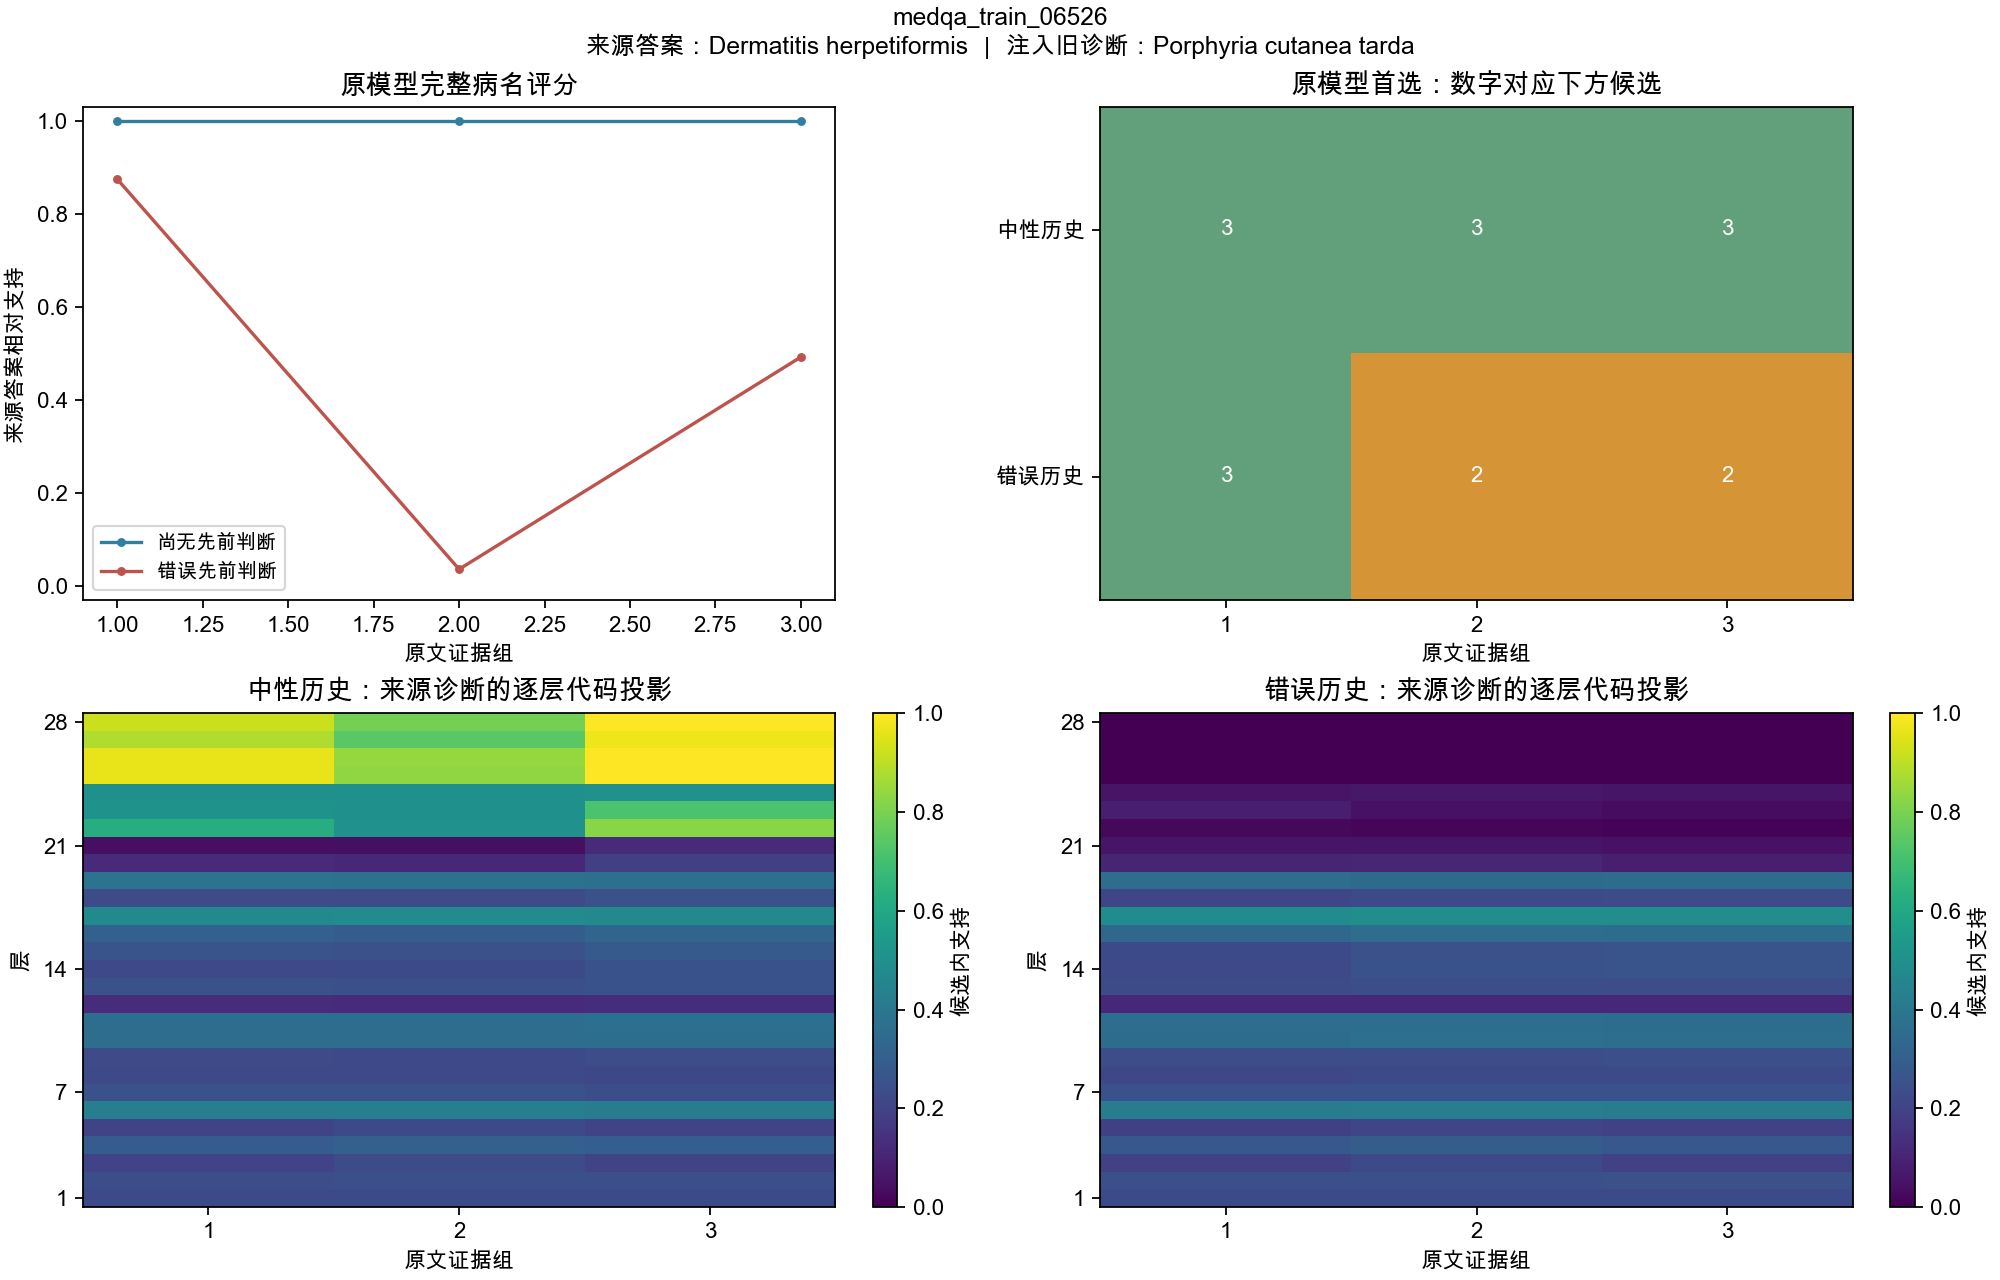 medqa_train_06526
来源答案：Dermatitis herpetiformis | 注入旧诊断：Porphyria cutanea tarda
原模型完整病名评分
来源答案相对支持
1.0
0.8
0.6
0.4
0.2
0.0
尚无先前判断
错误先前判断
1.00 1.25 1.50 1.75 2.00 2.25 2.50 2.75 3.00
原文证据组
原模型首选：数字对应下方候选
中性历史
3 3 3
错误历史
3 2 2
1 2 3
原文证据组
中性历史：来源诊断的逐层代码投影
层
28
21
14
7
1
1 2 3
原文证据组
1.0
0.8
0.6
0.4
0.2
0.0
候选内支持
错误历史：来源诊断的逐层代码投影
层
28
21
14
7
1
1 2 3
原文证据组
1.0
0.8
0.6
0.4
0.2
0.0
候选内支持